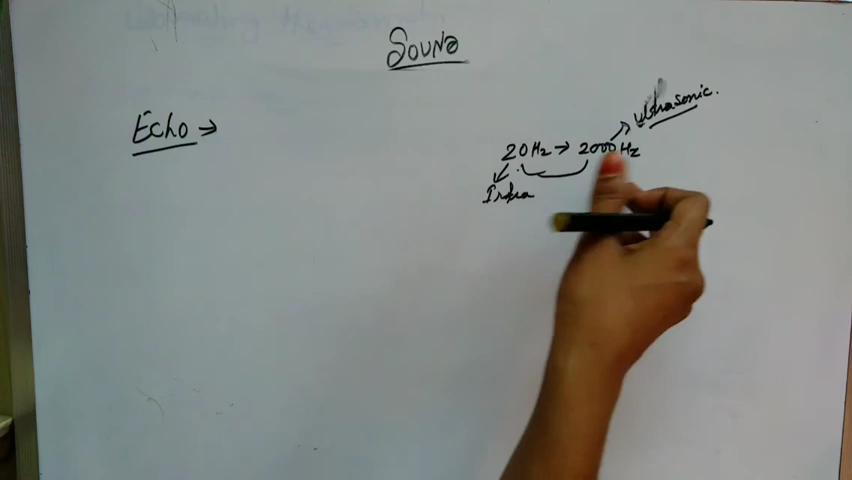 SOUND
Ultrasonic.
Echo →
20Hz → 2000Hz
Infra